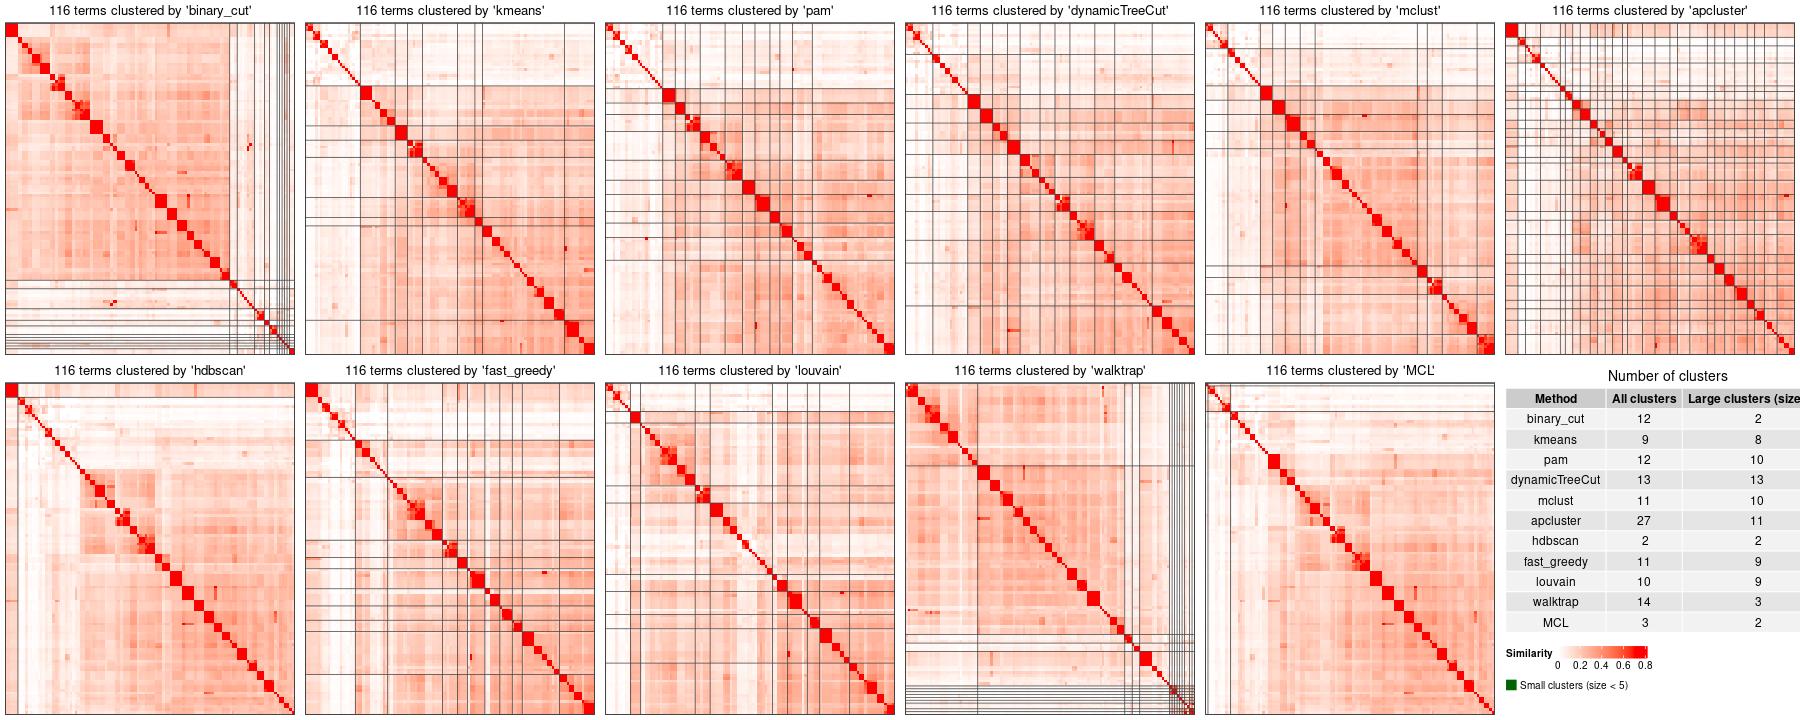 116 terms clustered by 'binary_cut'
116 terms clustered by 'kmeans'
116 terms clustered by 'pam'
116 terms clustered by 'dynamicTreeCut'
116 terms clustered by 'mclust'
116 terms clustered by 'apcluster'
116 terms clustered by 'hdbscan'
116 terms clustered by 'fast_greedy'
116 terms clustered by 'louvain'
116 terms clustered by 'walktrap'
116 terms clustered by 'MCL'
Number of clusters
Method All clusters Large clusters (size
binary_cut 12 2
kmeans 9 8
pam 12 10
dynamicTreeCut 13 13
mclust 11 10
apcluster 27 11
hdbscan 2 2
fast_greedy 11 9
louvain 10 9
walktrap 14 3
MCL 3 2
Similarity
0 0.2 0.4 0.6 0.8
Small clusters (size < 5)